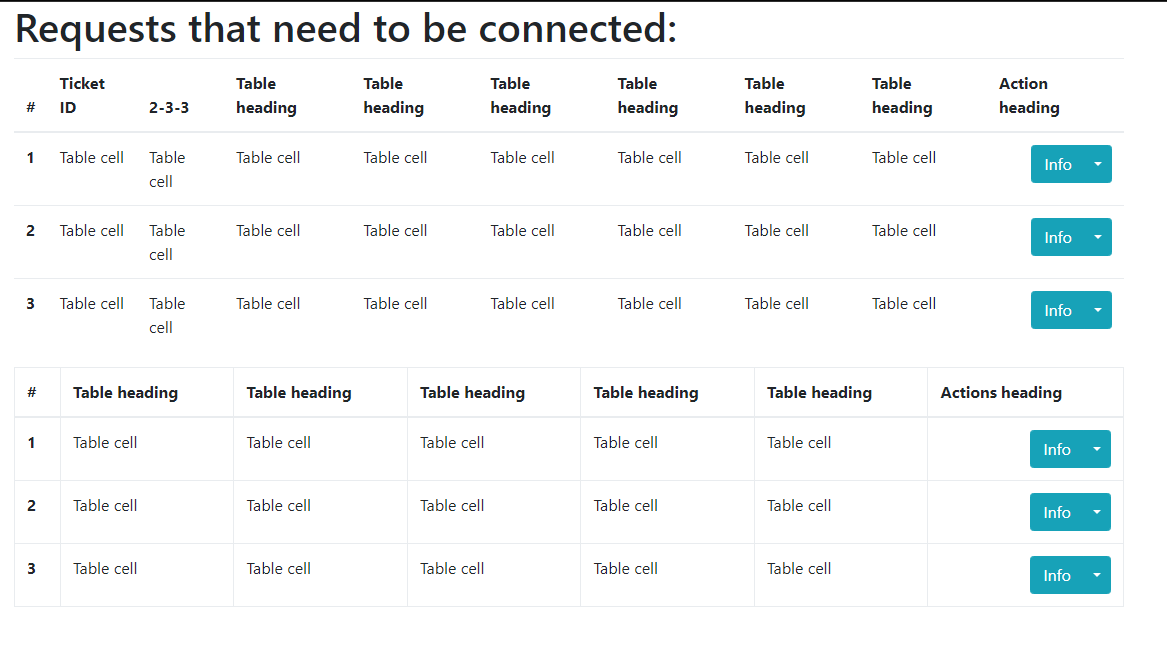 Requests that need to be connected:
# Ticket ID 2-3-3 Table heading Table heading Table heading Table heading Table heading Table heading Action heading
1 Table cell Table cell Table cell Table cell Table cell Table cell Table cell Table cell Info
2 Table cell Table cell Table cell Table cell Table cell Table cell Table cell Table cell Info
3 Table cell Table cell Table cell Table cell Table cell Table cell Table cell Table cell Info
# Table heading Table heading Table heading Table heading Table heading Actions heading
1 Table cell Table cell Table cell Table cell Table cell Info
2 Table cell Table cell Table cell Table cell Table cell Info
3 Table cell Table cell Table cell Table cell Table cell Info